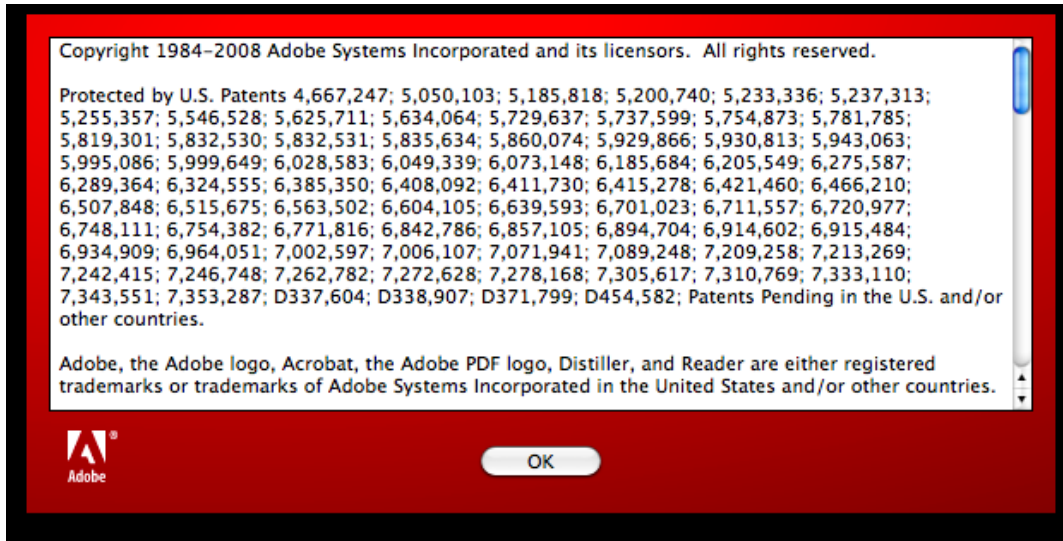 Copyright 1984–2008 Adobe Systems Incorporated and its licensors.  All rights reserved.
Protected by U.S. Patents 4,667,247; 5,050,103; 5,185,818; 5,200,740; 5,233,336; 5,237,313;
5,255,357; 5,546,528; 5,625,711; 5,634,064; 5,729,637; 5,737,599; 5,754,873; 5,781,785;
5,819,301; 5,832,530; 5,832,531; 5,835,634; 5,860,074; 5,929,866; 5,930,813; 5,943,063;
5,995,086; 5,999,649; 6,028,583; 6,049,339; 6,073,148; 6,185,684; 6,205,549; 6,275,587;
6,289,364; 6,324,555; 6,385,350; 6,408,092; 6,411,730; 6,415,278; 6,421,460; 6,466,210;
6,507,848; 6,515,675; 6,563,502; 6,604,105; 6,639,593; 6,701,023; 6,711,557; 6,720,977;
6,748,111; 6,754,382; 6,771,816; 6,842,786; 6,857,105; 6,894,704; 6,914,602; 6,915,484;
6,934,909; 6,964,051; 7,002,597; 7,006,107; 7,071,941; 7,089,248; 7,209,258; 7,213,269;
7,242,415; 7,246,748; 7,262,782; 7,272,628; 7,278,168; 7,305,617; 7,310,769; 7,333,110;
7,343,551; 7,353,287; D337,604; D338,907; D371,799; D454,582; Patents Pending in the U.S. and/or
other countries.
Adobe, the Adobe logo, Acrobat, the Adobe PDF logo, Distiller, and Reader are either registered
trademarks or trademarks of Adobe Systems Incorporated in the United States and/or other countries.
®
Adobe
OK